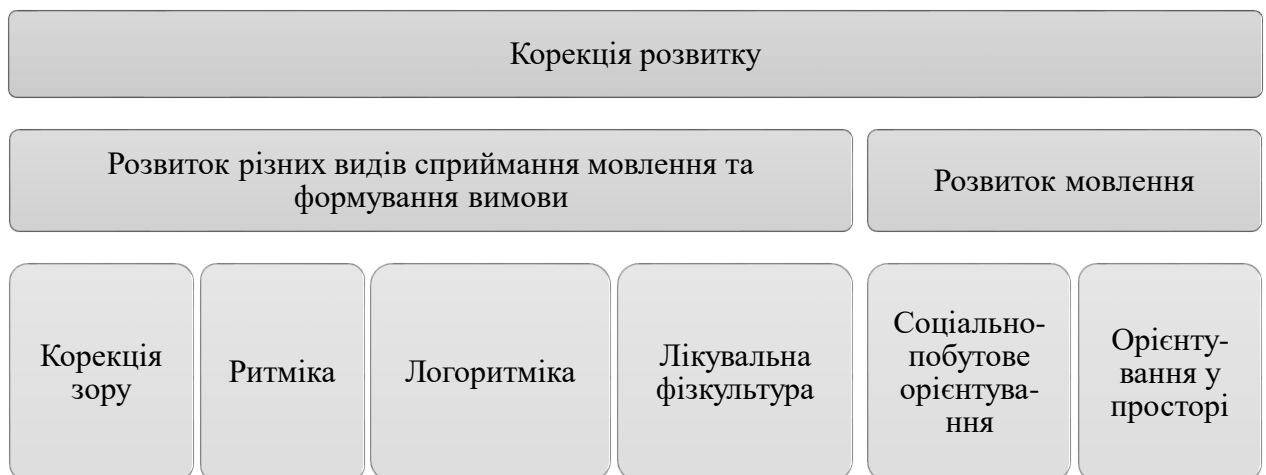 Корекція розвитку
Розвиток різних видів сприймання мовлення та
формування вимови
Розвиток мовлення
Корекція
зору
Ритміка
Логоритміка
Лікувальна
фізкультура
Соціально-
побутове
орієнтува-
ння
Орієнту-
вання у
просторі